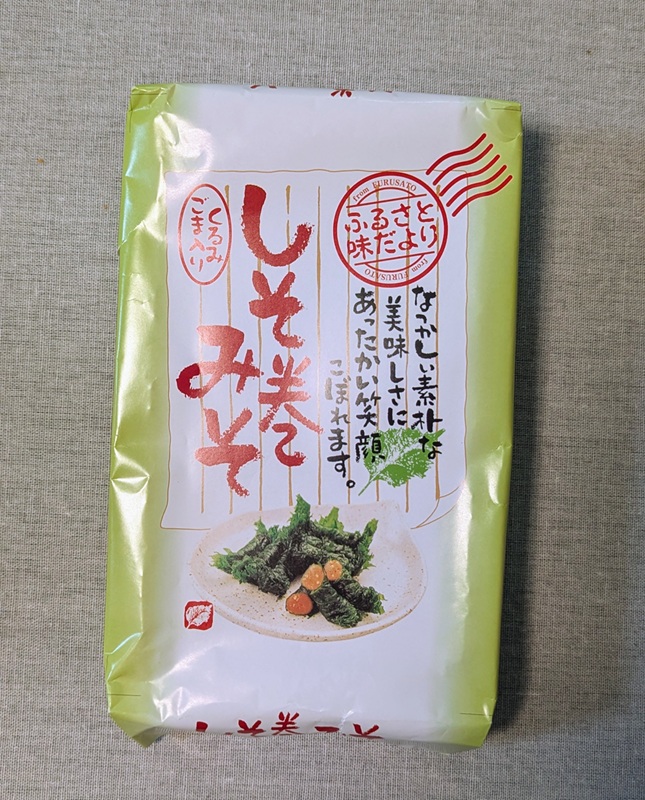 from FURUSATO
ふるさと
味だより
from FURUSATO
なつかしい素朴な
美味しさに
あったかい笑顔
こぼれます。
しそ巻
みそ
くるみ
ごま入り